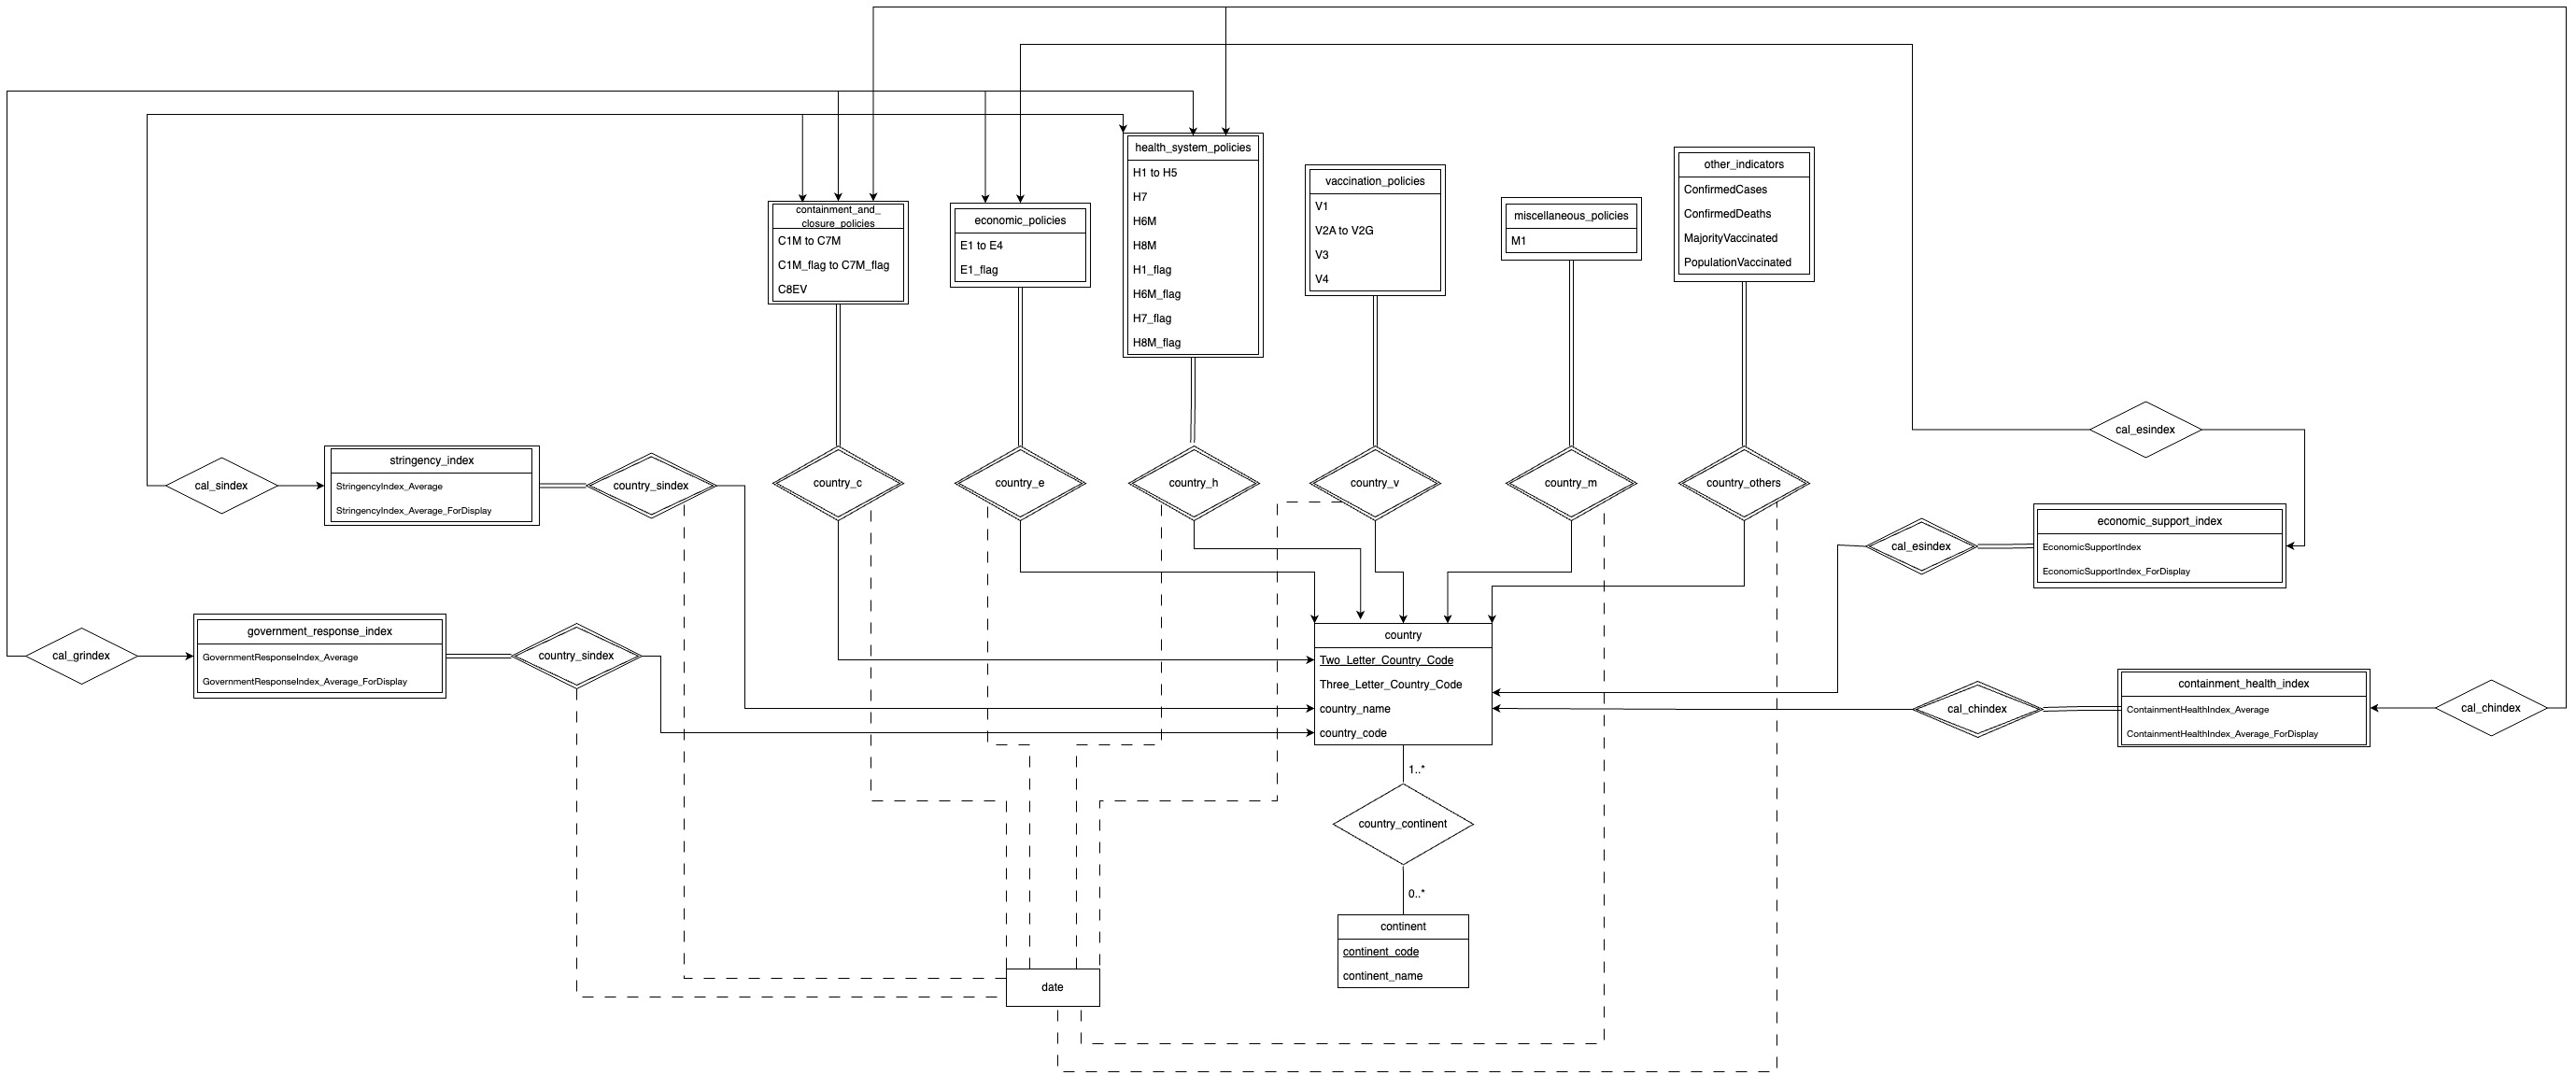 health_system_policies
H1 to H5
H7
H6M
H8M
H1_flag
H6M_flag
H7_flag
H8M_flag
other_indicators
ConfirmedCases
ConfirmedDeaths
MajorityVaccinated
PopulationVaccinated
vaccination_policies
V1
V2A to V2G
V3
V4
containment_and_
closure_policies
C1M to C7M
C1M_flag to C7M_flag
C8EV
economic_policies
E1 to E4
E1_flag
miscellaneous_policies
M1
cal_esindex
cal_sindex
stringency_index
StringencyIndex_Average
StringencyIndex_Average_ForDisplay
country_sindex
country_c
country_e
country_h
country_v
country_m
country_others
cal_esindex
economic_support_index
EconomicSupportIndex
EconomicSupportIndex_ForDisplay
cal_grindex
government_response_index
GovernmentResponseIndex_Average
GovernmentResponseIndex_Average_ForDisplay
country_sindex
country
Two_Letter_Country_Code
Three_Letter_Country_Code
country_name
country_code
cal_chindex
containment_health_index
ContainmentHealthIndex_Average
ContainmentHealthIndex_Average_ForDisplay
cal_chindex
1..*
country_continent
0..*
continent
continent_code
continent_name
date